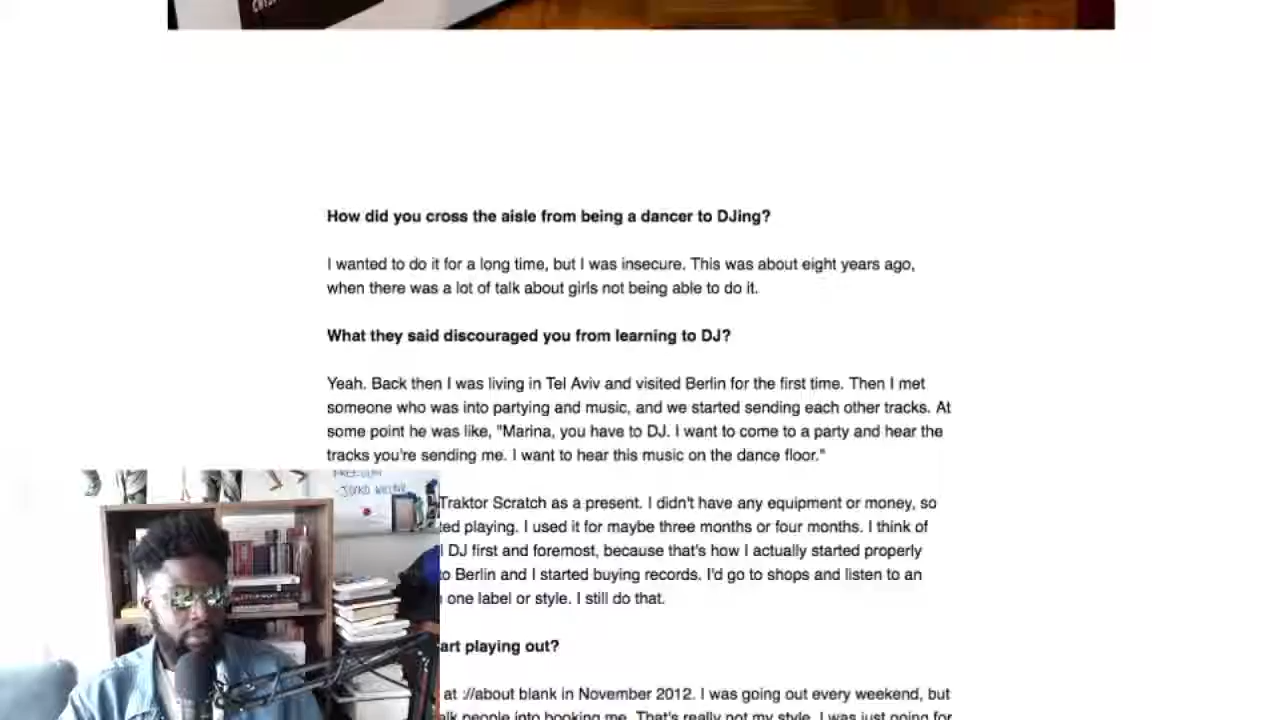 How did you cross the aisle from being a dancer to DJing?
I wanted to do it for a long time, but I was insecure. This was about eight years ago,
when there was a lot of talk about girls not being able to do it.
What they said discouraged you from learning to DJ?
Yeah. Back then I was living in Tel Aviv and visited Berlin for the first time. Then I met
someone who was into partying and music, and we started sending each other tracks. At
some point he was like, "Marina, you have to DJ. I want to come to a party and hear the
tracks you're sending me. I want to hear this music on the dance floor."
Traktor Scratch as a present. I didn't have any equipment or money, so
ted playing. I used it for maybe three months or four months. I think of
l DJ first and foremost, because that's how I actually started properly
to Berlin and I started buying records. I'd go to shops and listen to an
one label or style. I still do that.
art playing out?
at ://about blank in November 2012. I was going out every weekend, but
alk people into booking me. That's really not my style. I was just going for